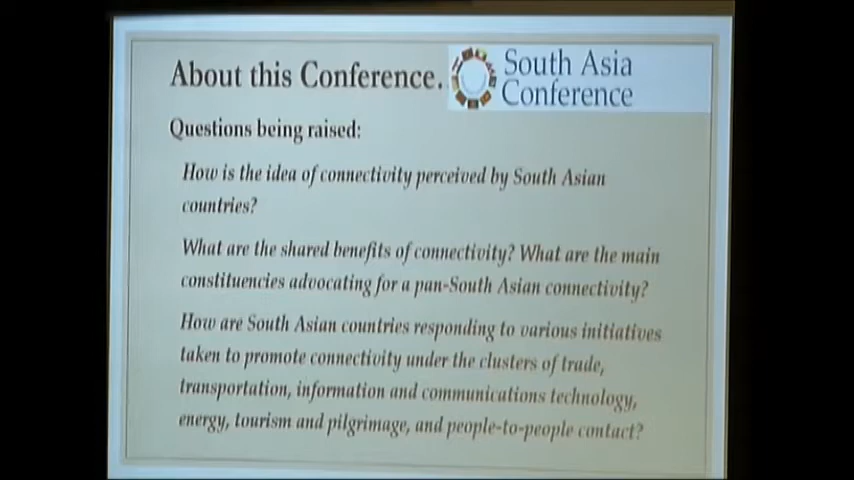 About this Conference.
South Asia
Conference
Questions being raised:
How is the idea of connectivity perceived by South Asian
countries?
What are the shared benefits of connectivity? What are the main
constituencies advocating for a pan-South Asian connectivity?
How are South Asian countries responding to various initiatives
taken to promote connectivity under the clusters of trade,
transportation, information and communications technology,
energy, tourism and pilgrimage, and people-to-people contact?